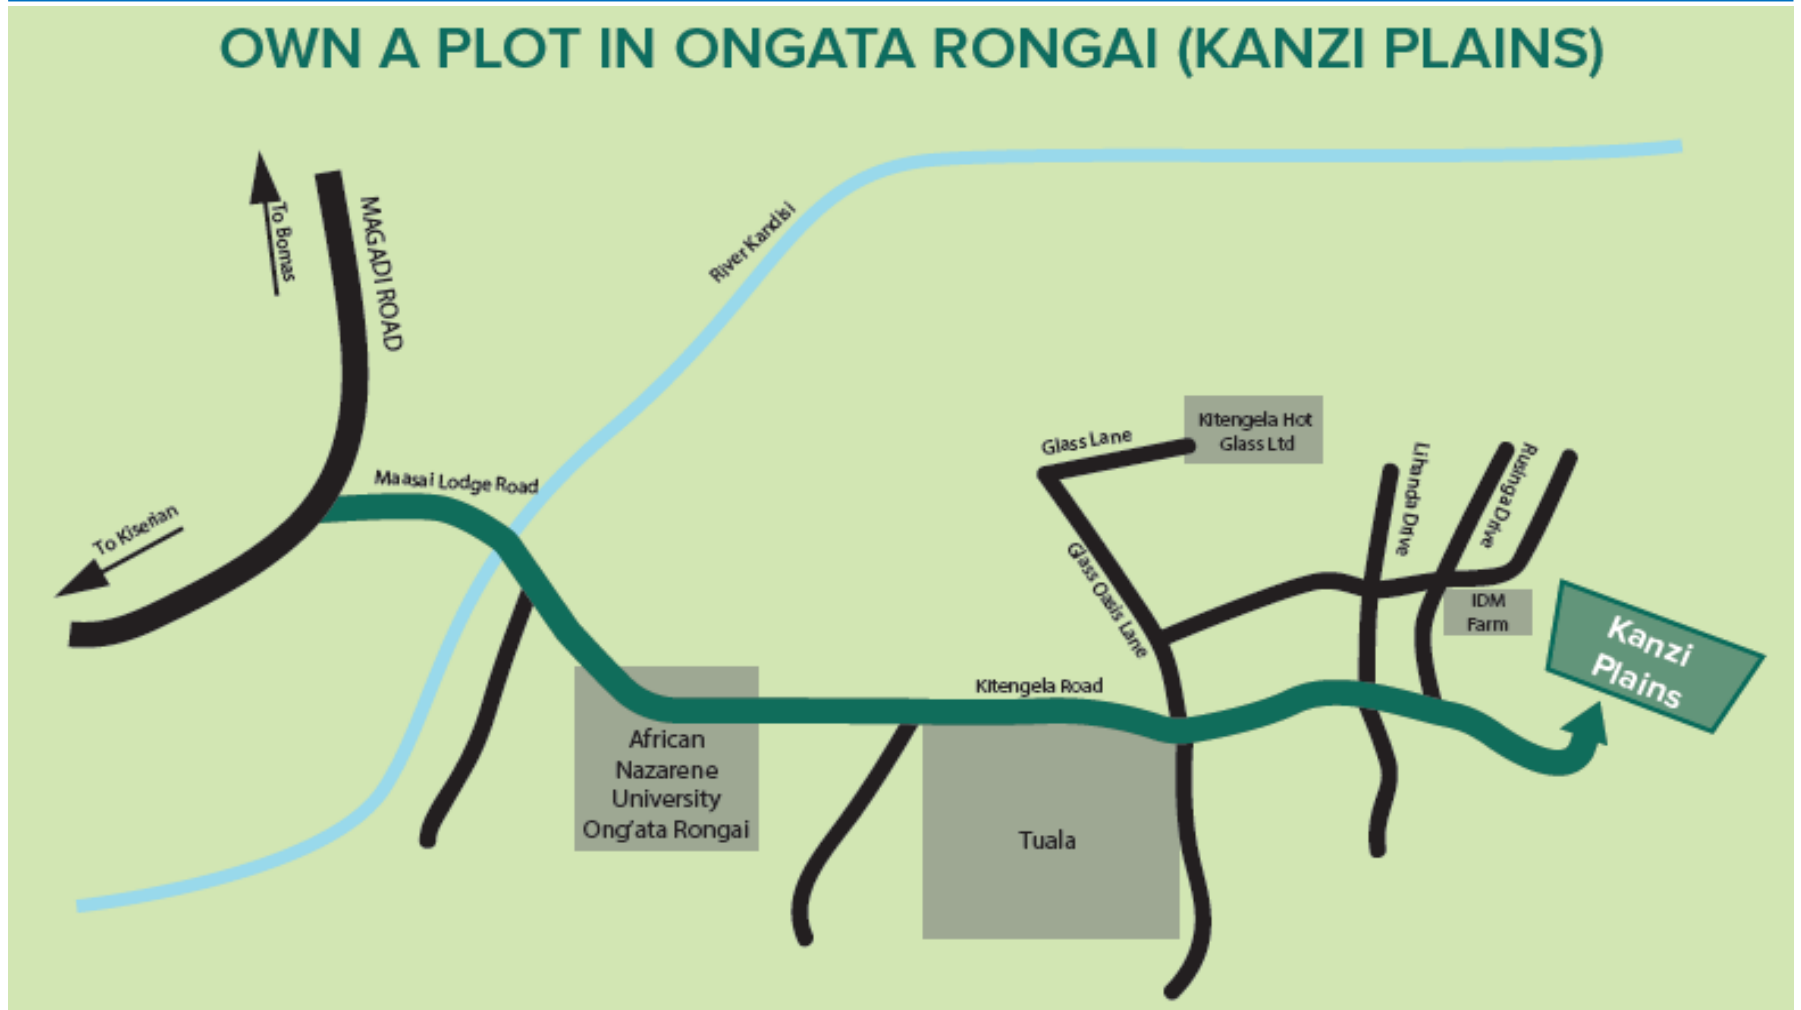 OWN A PLOT IN ONGATA RONGAI (KANZI PLAINS)
To Bomas
MAGADI ROAD
River Kandisi
Maasai Lodge Road
To Kiserian
Glass Lane
Kitengela Hot
Glass Ltd
Glass Oasis Lane
Lihanda Drive
Rusinga Drive
IDM
Farm
Kanzi
Plains
Kitengela Road
African
Nazarene
University
Ong'ata Rongai
Tuala